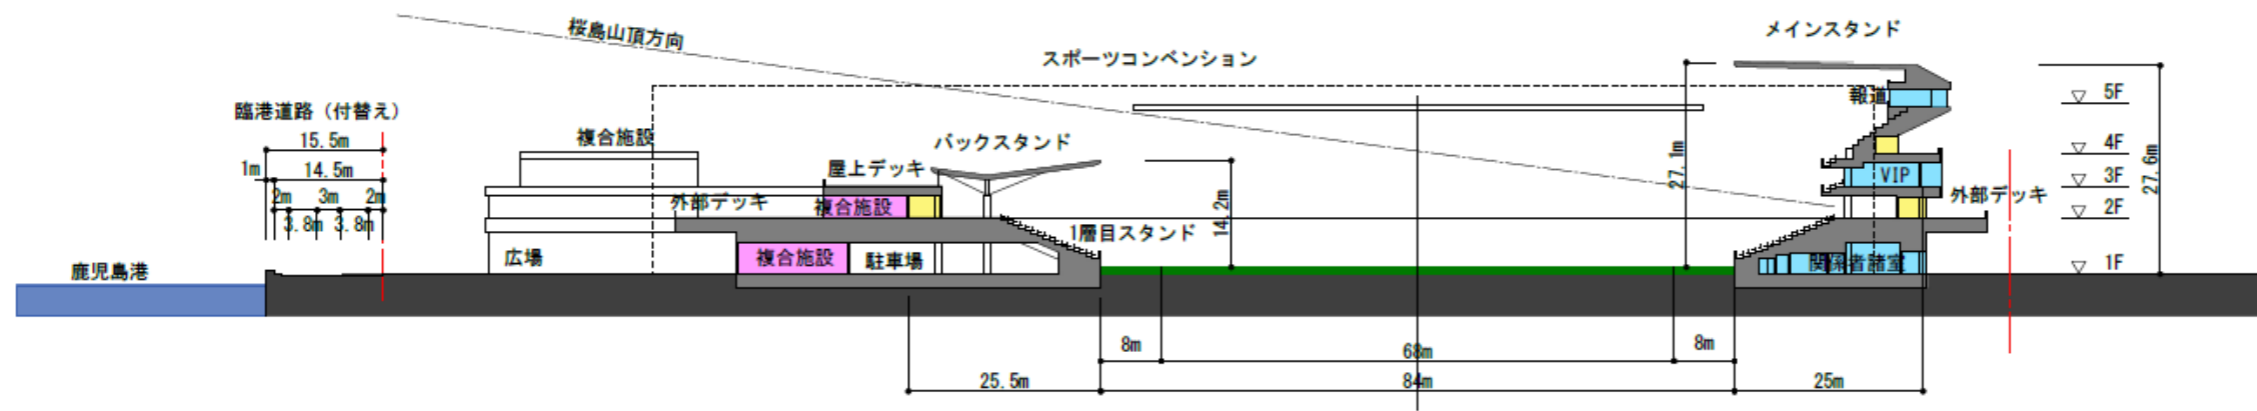 桜島山頂方向
メインスタンド
スポーツコンベンション
臨港道路（付替え）
15.5m
1m
14.5m
2m
3m
2m
3.8m
3.8m
鹿児島港
複合施設
屋上デッキ
バックスタンド
外部デッキ
複合施設
1層目スタンド
広場
複合施設
駐車場
14.2m
27.1m
報道
VIP
外部デッキ
関係者諸室
5F
4F
3F
2F
1F
27.6m
8m
68m
8m
25.5m
84m
25m